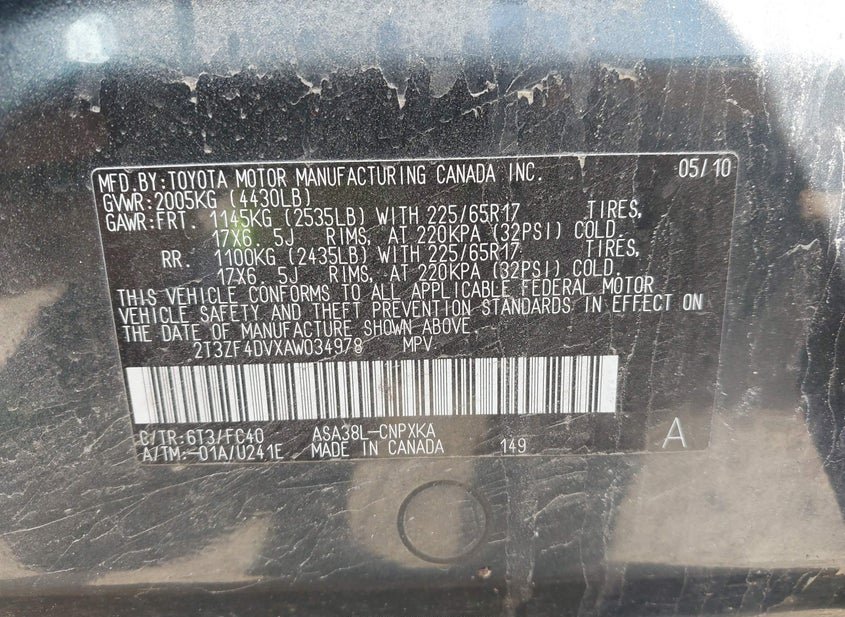 MFD.BY:TOYOTA MOTOR MANUFACTURING CANADA INC. 05/10
GVWR:2005KG (4430LB)
GAWR:FRT. 1145KG (2535LB) WITH 225/65R17 TIRES,
17X6.5J RIMS, AT 220KPA (32PSI) COLD.
RR. 1100KG (2435LB) WITH 225/65R17 TIRES,
17X6.5J RIMS, AT 220KPA (32PSI) COLD.
THIS VEHICLE CONFORMS TO ALL APPLICABLE FEDERAL MOTOR
VEHICLE SAFETY AND THEFT PREVENTION STANDARDS IN EFFECT ON
THE DATE OF MANUFACTURE SHOWN ABOVE.
2T3ZF4DVXAW034978 MPV
C/TR:6T3/FC40 ASA38L-CNPXKA
A/TM:-01A/U241E MADE IN CANADA 149 A